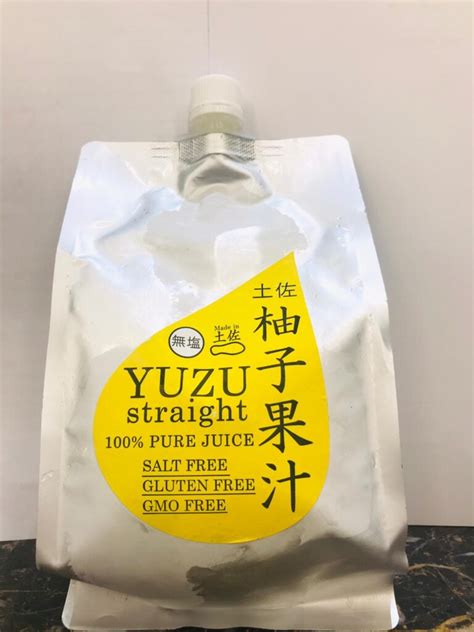 土佐
柚子果汁
無塩
Made in
土佐
YUZU
straight
100% PURE JUICE
SALT FREE
GLUTEN FREE
GMO FREE